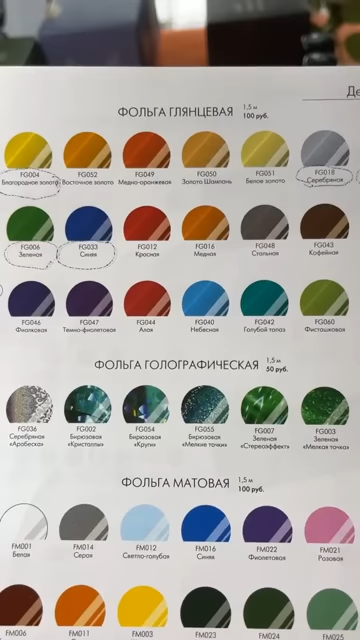 Де
ФОЛЬГА ГЛЯНЦЕВАЯ 1,5 м
100 руб.
FG004 FG052 FG049 FG050 FG051 FG018
Благородное золото Восточное золото Медно-оранжевая Золото Шампань Белое золото Серебряная
FG006 FG033 FG012 FG016 FG048 FG043
Зеленая Синяя Красная Медная Стальная Кофейная
FG046 FG047 FG044 FG040 FG042 FG060
Фиолковая Темно-фиолетовая Алая Небесная Голубой топаз Фисташковая
ФОЛЬГА ГОЛОГРАФИЧЕСКАЯ 1,5 м
50 руб.
FG036 FG002 FG054 FG055 FG007 FG003
Серебряная Бирюзовая Бирюзовая Бирюзовая Зеленая Зеленая
«Арабеска» «Кристаллы» «Круги» «Мелкие точки» «Стереоэффект» «Мелкая точка»
ФОЛЬГА МАТОВАЯ 1,5 м
100 руб.
FM001 FM014 FM012 FM016 FM022 FM021
Белая Серая Светло-голубая Синяя Фиолетовая Розовая
FM006 FM011 FM003 FM023 FM024 FM025